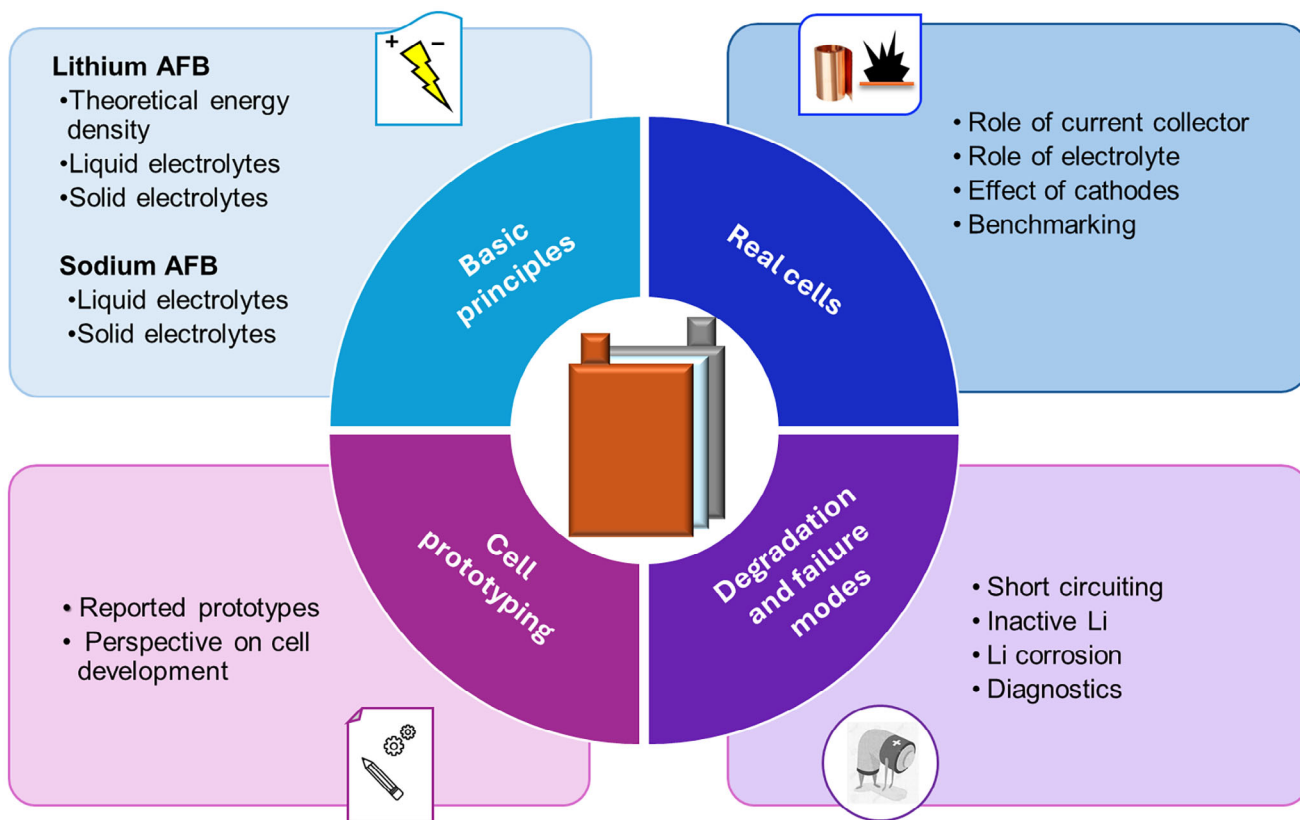 Lithium AFB
•Theoretical energy
density
•Liquid electrolytes
•Solid electrolytes
Sodium AFB
•Liquid electrolytes
•Solid electrolytes
+ −
Basic
principles
Real cells
• Role of current collector
• Role of electrolyte
• Effect of cathodes
• Benchmarking
Cell
prototyping
• Reported prototypes
• Perspective on cell
development
Degradation
and failure
modes
• Short circuiting
• Inactive Li
• Li corrosion
• Diagnostics
+